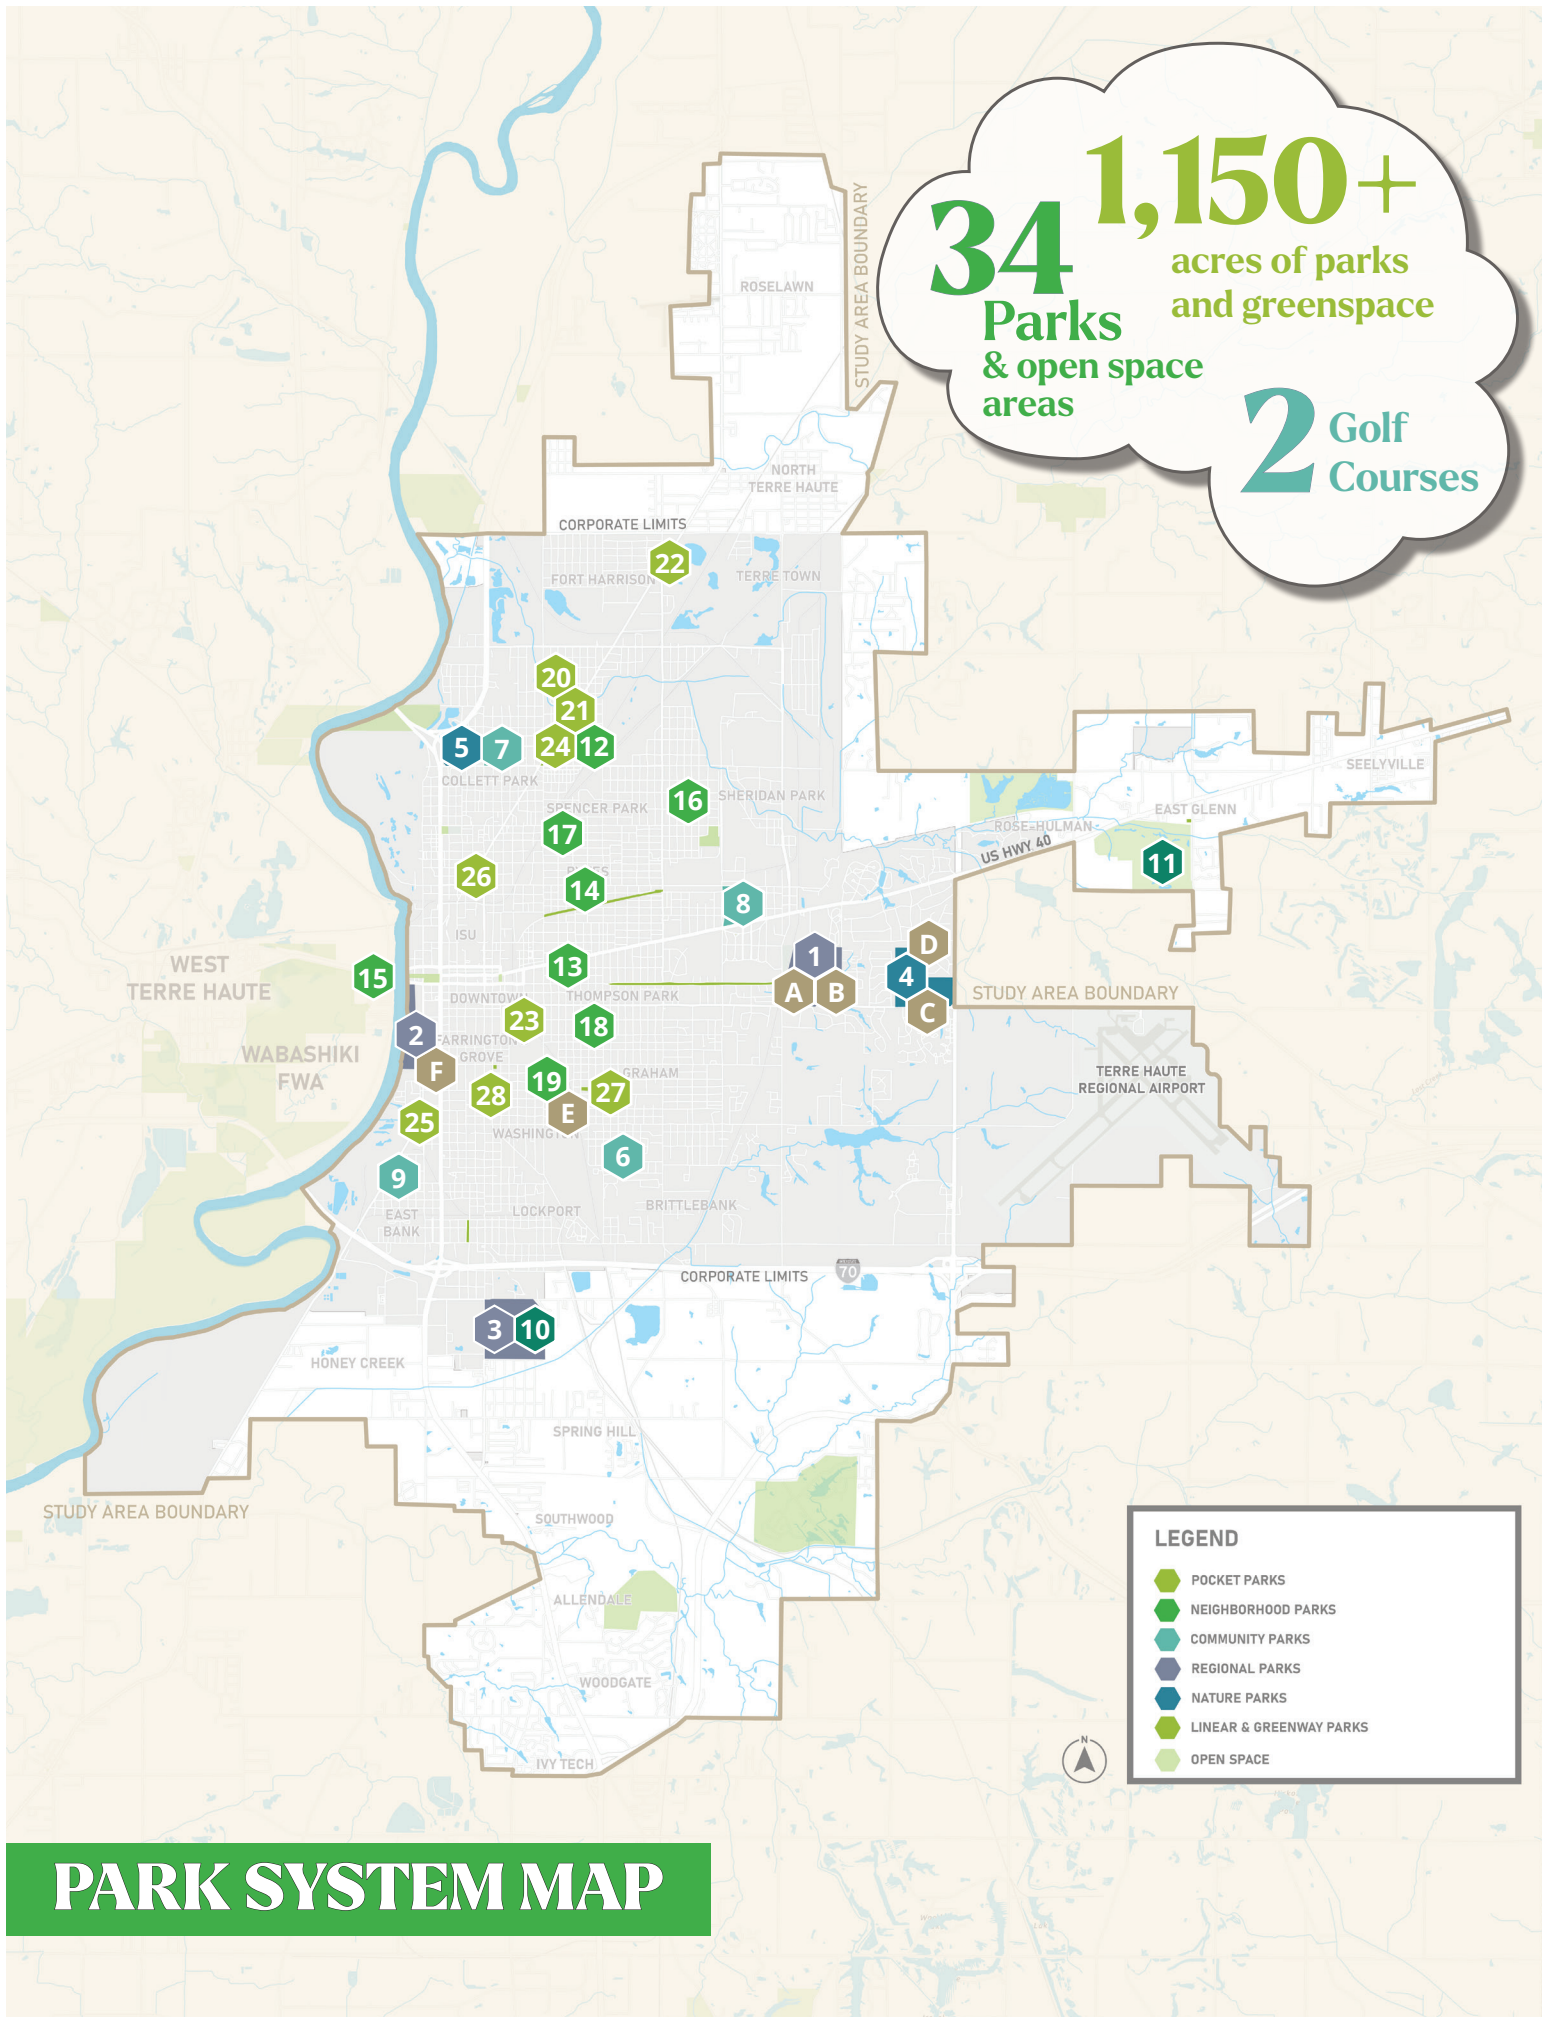 1,150+
acres of parks
and greenspace
34
Parks
& open space
areas
2
Golf
Courses
STUDY AREA BOUNDARY
ROSELAWN
NORTH
TERRE HAUTE
CORPORATE LIMITS
22
FORT HARRISON
TERRE TOWN
20
21
5
7
24
12
COLLETT PARK
SEELYVILLE
16
SHERIDAN PARK
SPENCER PARK
EAST GLENN
17
ROSE-HULMAN
US HWY 40
11
26
14
8
ISU
D
1
WEST
TERRE HAUTE
15
13
4
A
B
DOWNTOWN
THOMPSON PARK
STUDY AREA BOUNDARY
C
23
18
2
FARRINGTON
GROVE
WABASHIKI
FWA
F
GRAHAM
TERRE HAUTE
REGIONAL AIRPORT
19
27
28
E
25
WASHINGTON
6
9
EAST
BANK
LOCKPORT
BRITTLEBANK
CORPORATE LIMITS
70
3
10
HONEY CREEK
SPRING HILL
STUDY AREA BOUNDARY
SOUTHWOOD
ALLENDALE
WOODGATE
IVY TECH
LEGEND
POCKET PARKS
NEIGHBORHOOD PARKS
COMMUNITY PARKS
REGIONAL PARKS
NATURE PARKS
LINEAR & GREENWAY PARKS
OPEN SPACE
N
PARK SYSTEM MAP